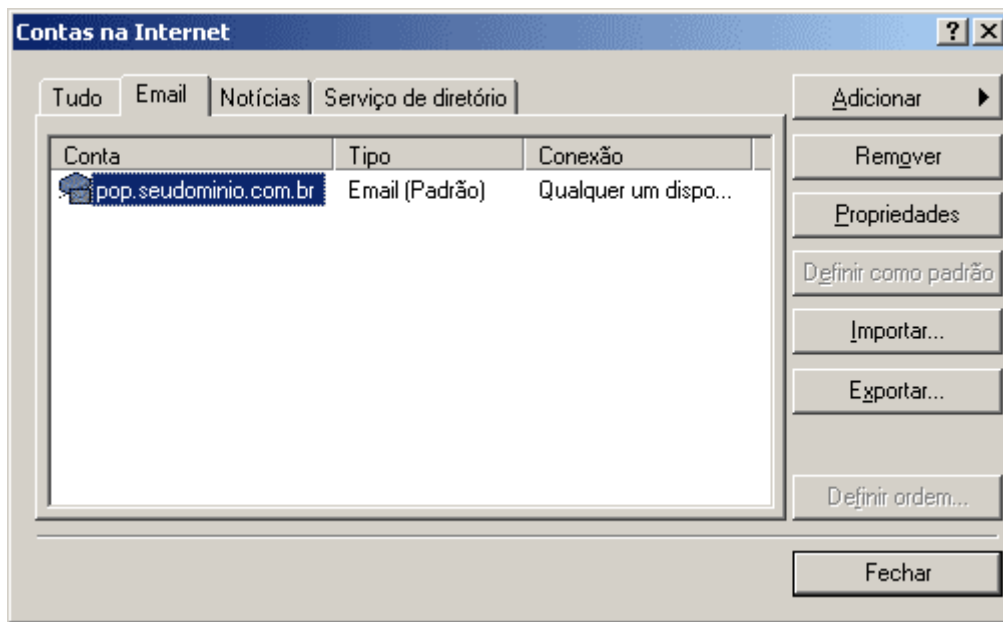 Contas na Internet
Tudo Email Notícias Serviço de diretório
Adicionar
Conta Tipo Conexão
Remover
pop.seudominio.com.br Email (Padrão) Qualquer um dispo...
Propriedades
Definir como padrão
Importar...
Exportar...
Definir ordem...
Fechar